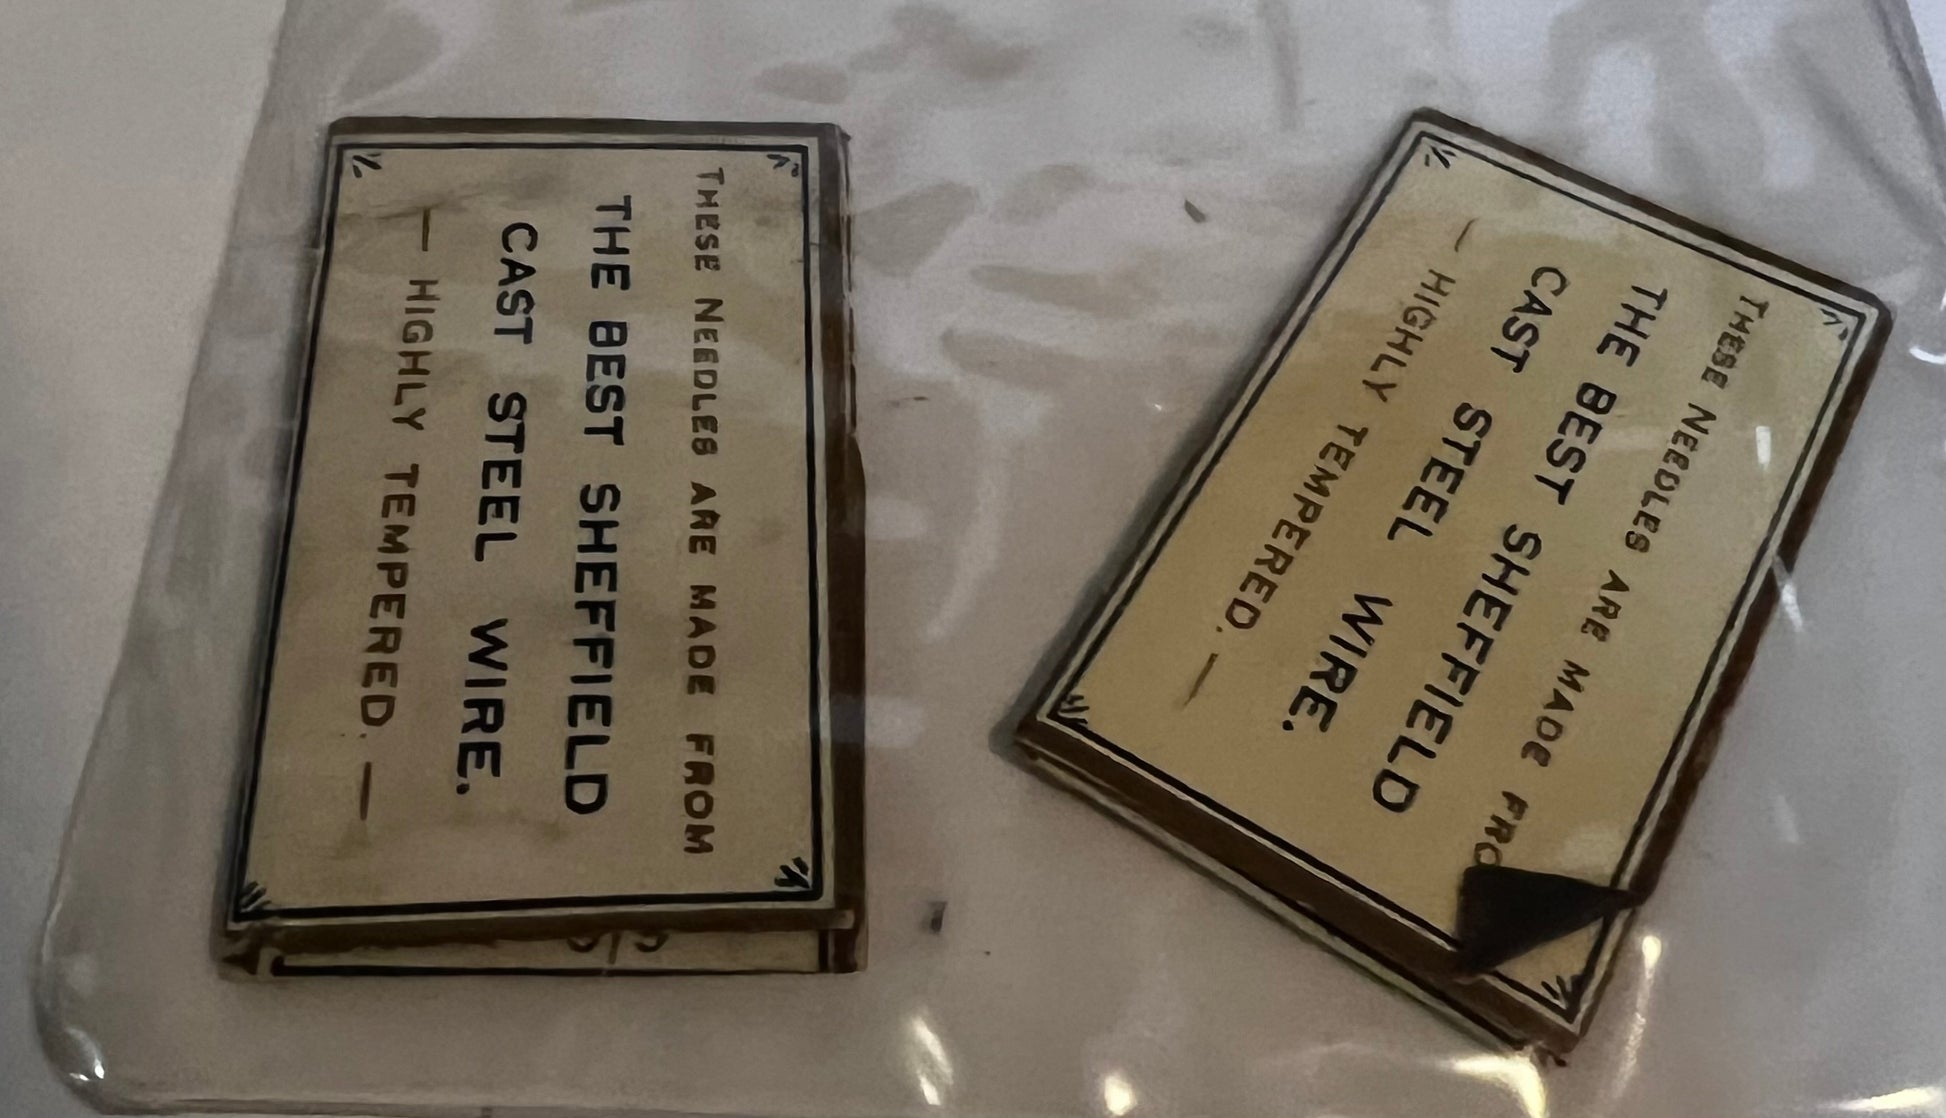 THESE NEEDLES ARE MADE FROM
THE BEST SHEFFIELD
CAST STEEL WIRE.
— HIGHLY TEMPERED. —
THESE NEEDLES ARE MADE FRO
THE BEST SHEFFIELD
CAST STEEL WIRE.
— HIGHLY TEMPERED. —